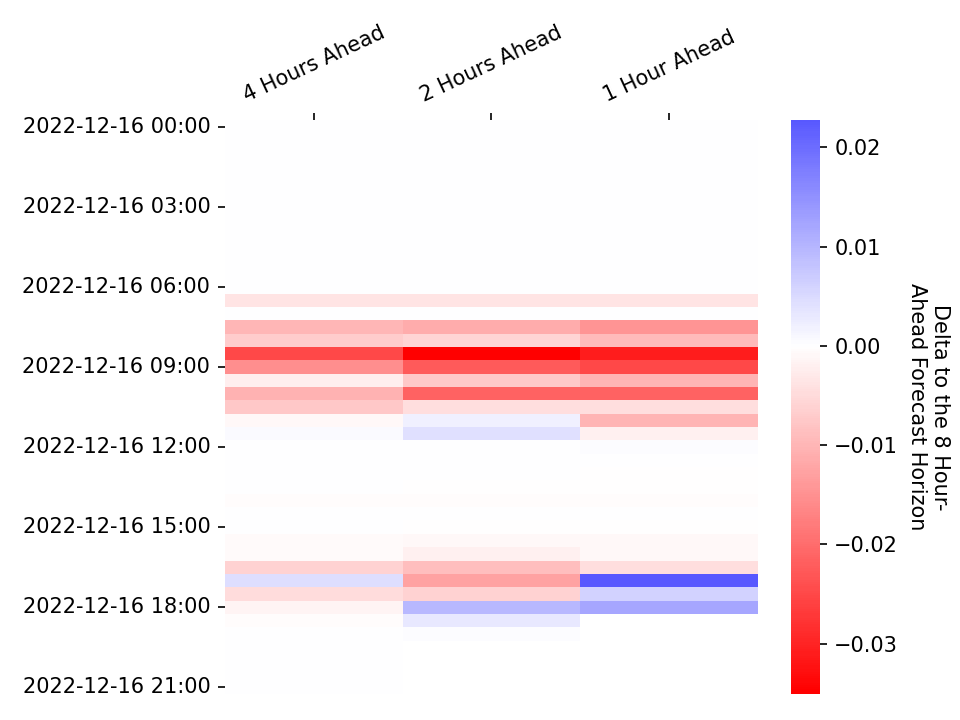 4 Hours Ahead
2 Hours Ahead
1 Hour Ahead
2022-12-16 00:00
2022-12-16 03:00
2022-12-16 06:00
2022-12-16 09:00
2022-12-16 12:00
2022-12-16 15:00
2022-12-16 18:00
2022-12-16 21:00
0.02
0.01
0.00
−0.01
−0.02
−0.03
Delta to the 8 Hour-
Ahead Forecast Horizon